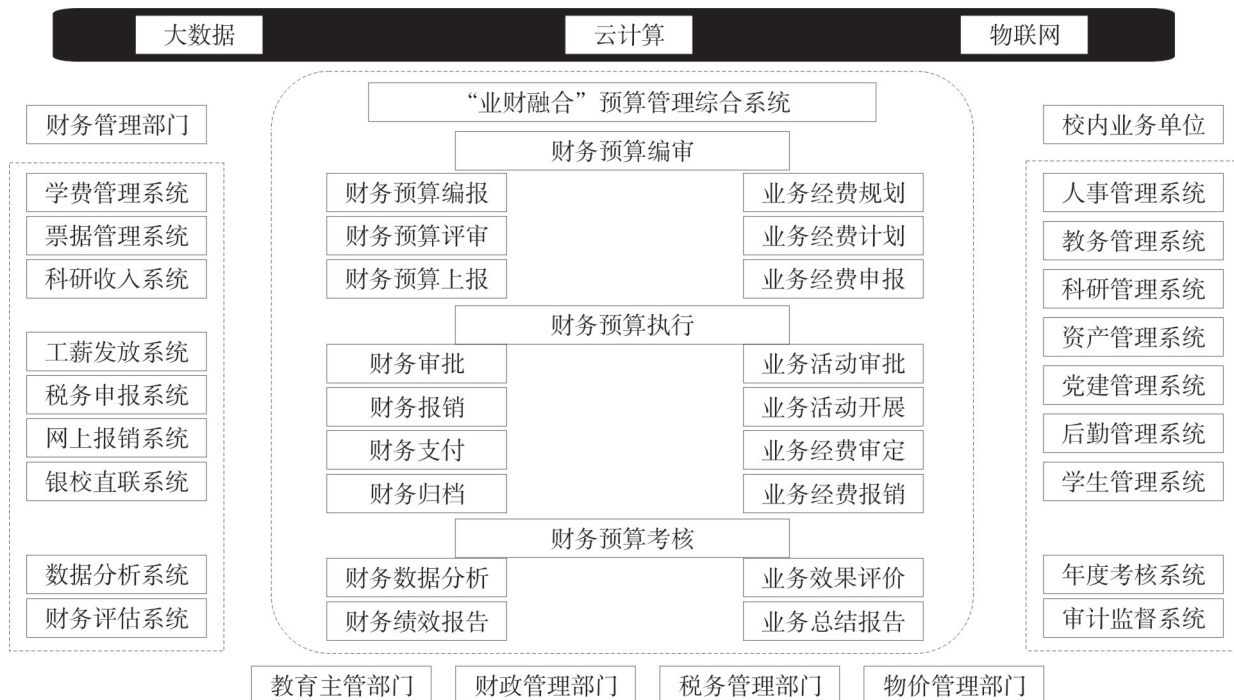 大数据
云计算
物联网
“业财融合”预算管理综合系统
财务管理部门
校内业务单位
财务预算编审
学费管理系统
票据管理系统
科研收入系统
工薪发放系统
税务申报系统
网上报销系统
银校直联系统
数据分析系统
财务评估系统
财务预算编报
财务预算评审
财务预算上报
业务经费规划
业务经费计划
业务经费申报
财务预算执行
财务审批
财务报销
财务支付
财务归档
业务活动审批
业务活动开展
业务经费审定
业务经费报销
财务预算考核
财务数据分析
财务绩效报告
业务效果评价
业务总结报告
人事管理系统
教务管理系统
科研管理系统
资产管理系统
党建管理系统
后勤管理系统
学生管理系统
年度考核系统
审计监督系统
教育主管部门
财政管理部门
税务管理部门
物价管理部门